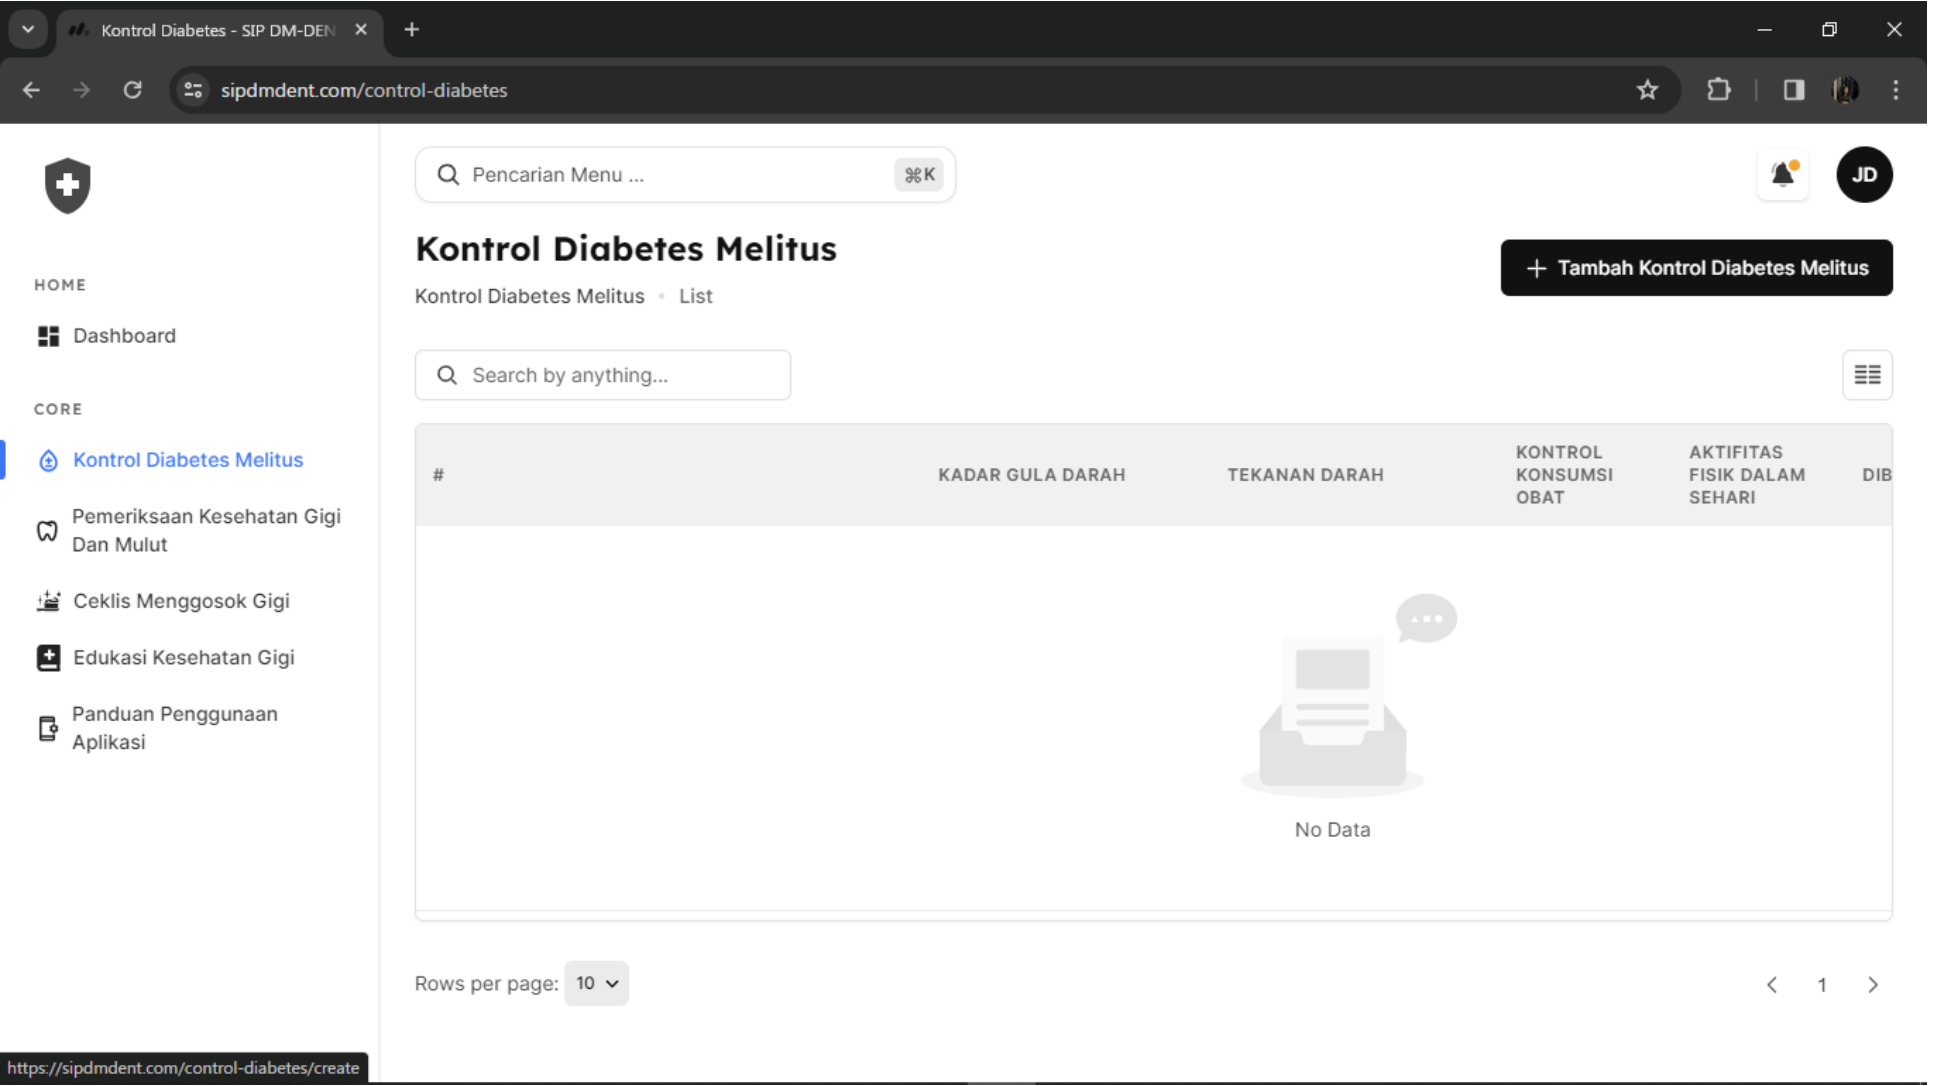 Kontrol Diabetes - SIP DM-DEN
sipdmdent.com/control-diabetes
Pencarian Menu ...
⌘K
JD
Kontrol Diabetes Melitus
Kontrol Diabetes Melitus • List
+ Tambah Kontrol Diabetes Melitus
HOME
Dashboard
CORE
Kontrol Diabetes Melitus
Pemeriksaan Kesehatan Gigi
Dan Mulut
Ceklis Menggosok Gigi
Edukasi Kesehatan Gigi
Panduan Penggunaan
Aplikasi
Search by anything...
#
KADAR GULA DARAH
TEKANAN DARAH
KONTROL
KONSUMSI
OBAT
AKTIFITAS
FISIK DALAM
SEHARI
DIB
No Data
Rows per page: 10
1
https://sipdmdent.com/control-diabetes/create